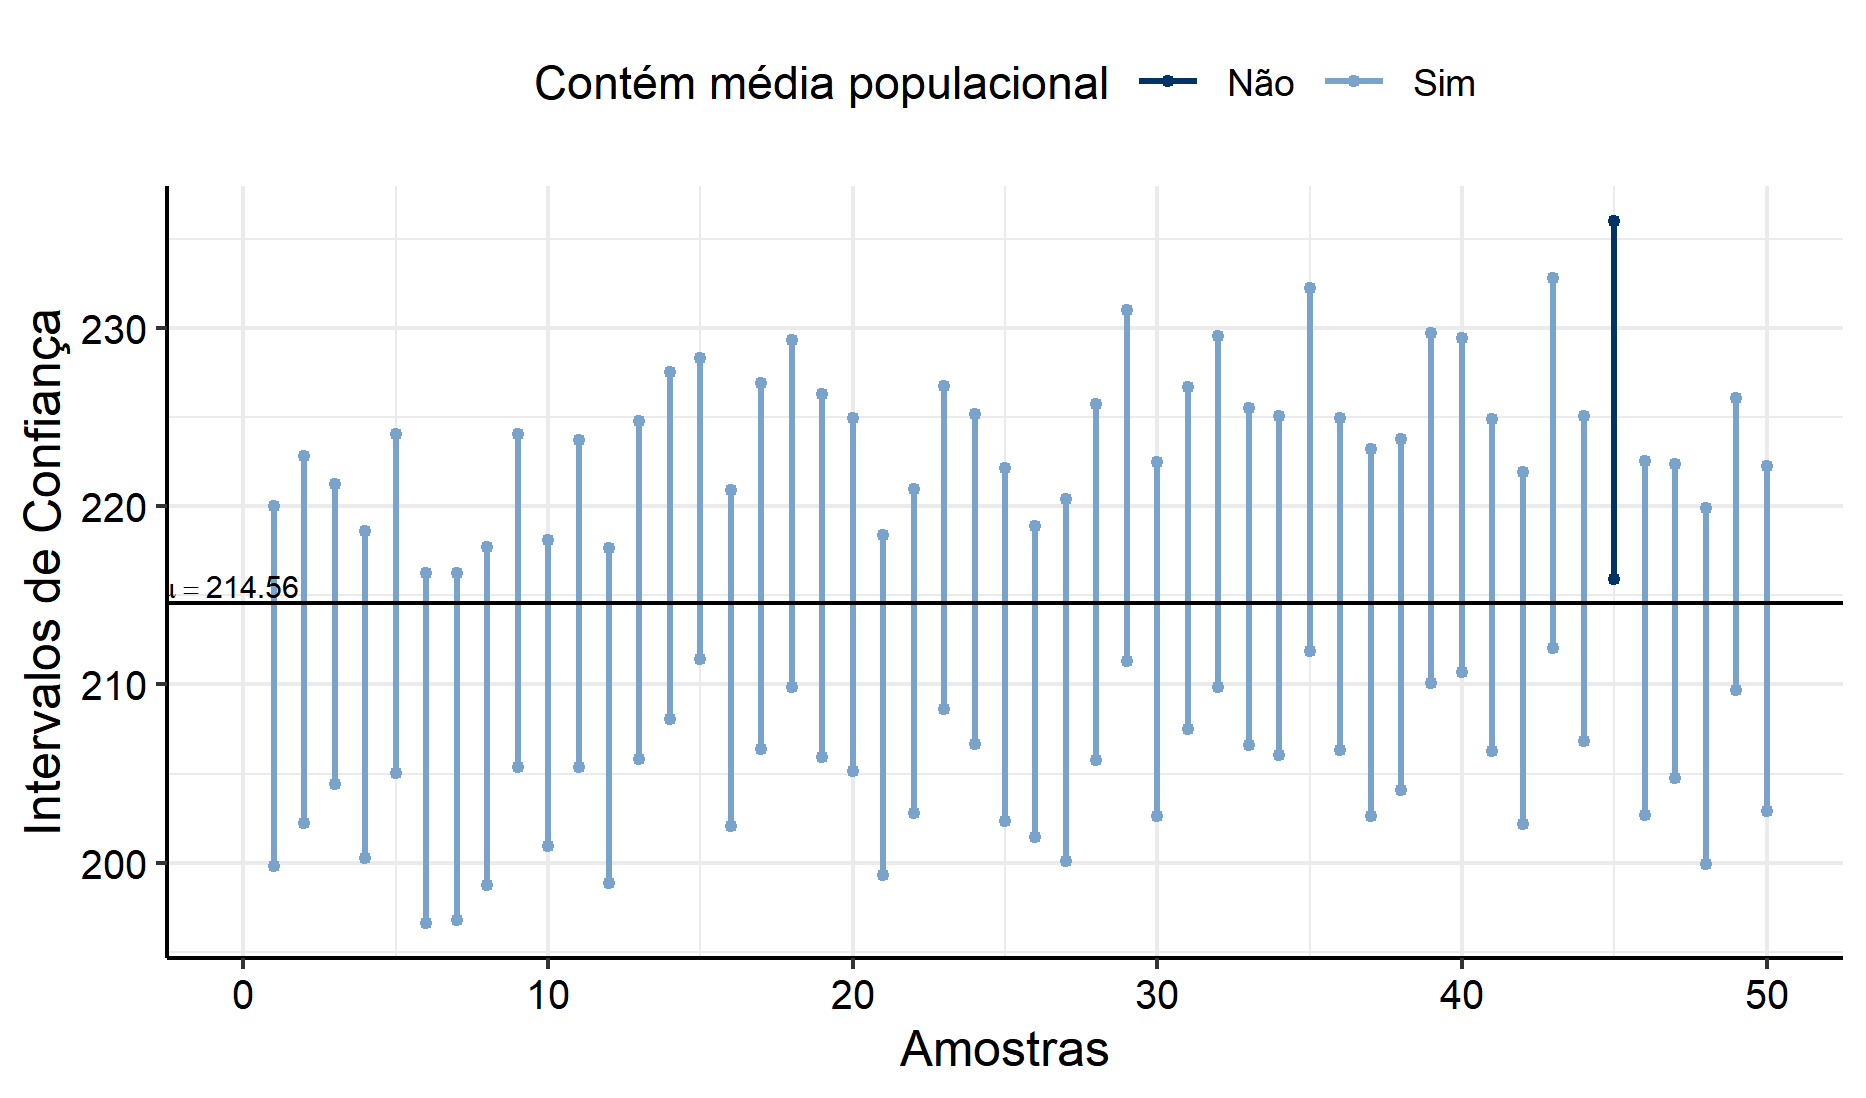 Contém média populacional Não Sim
Intervalos de Confiança
230
220
210
200
μ = 214.56
0 10 20 30 40 50
Amostras